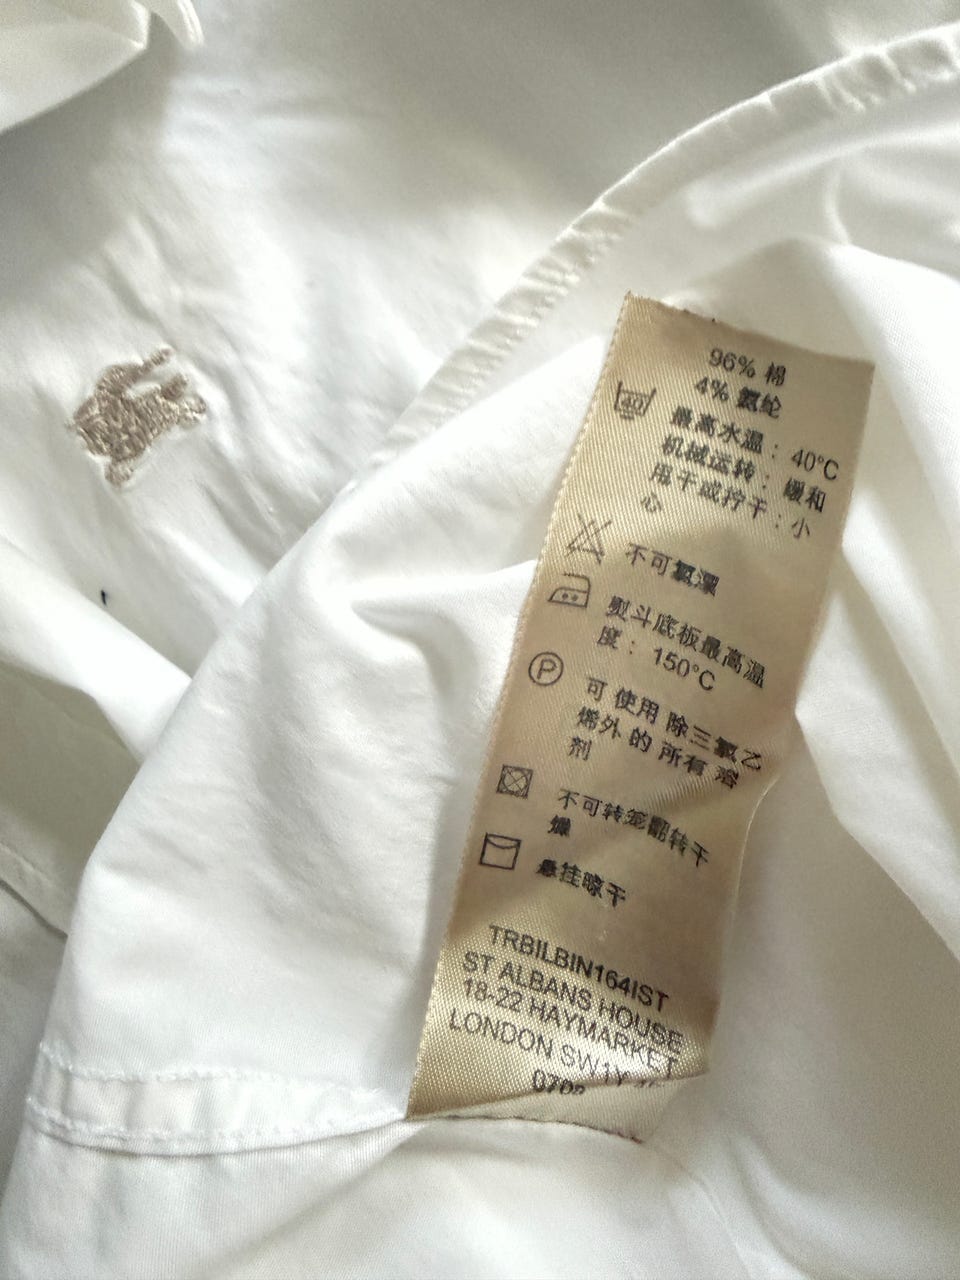 96% 棉
4% 氨纶
40
最高水温：40°C
机械运转：缓和
甩干或拧干：小
心
不可氯漂
熨斗底板最高温
度：150°C
P
可 使用 除三氯乙
烯外 的 所有 溶
剂
不可转笼翻转干
燥
悬挂晾干
TRBILBIN164IST
ST ALBANS HOUSE
18-22 HAYMARKET
LONDON SW1Y